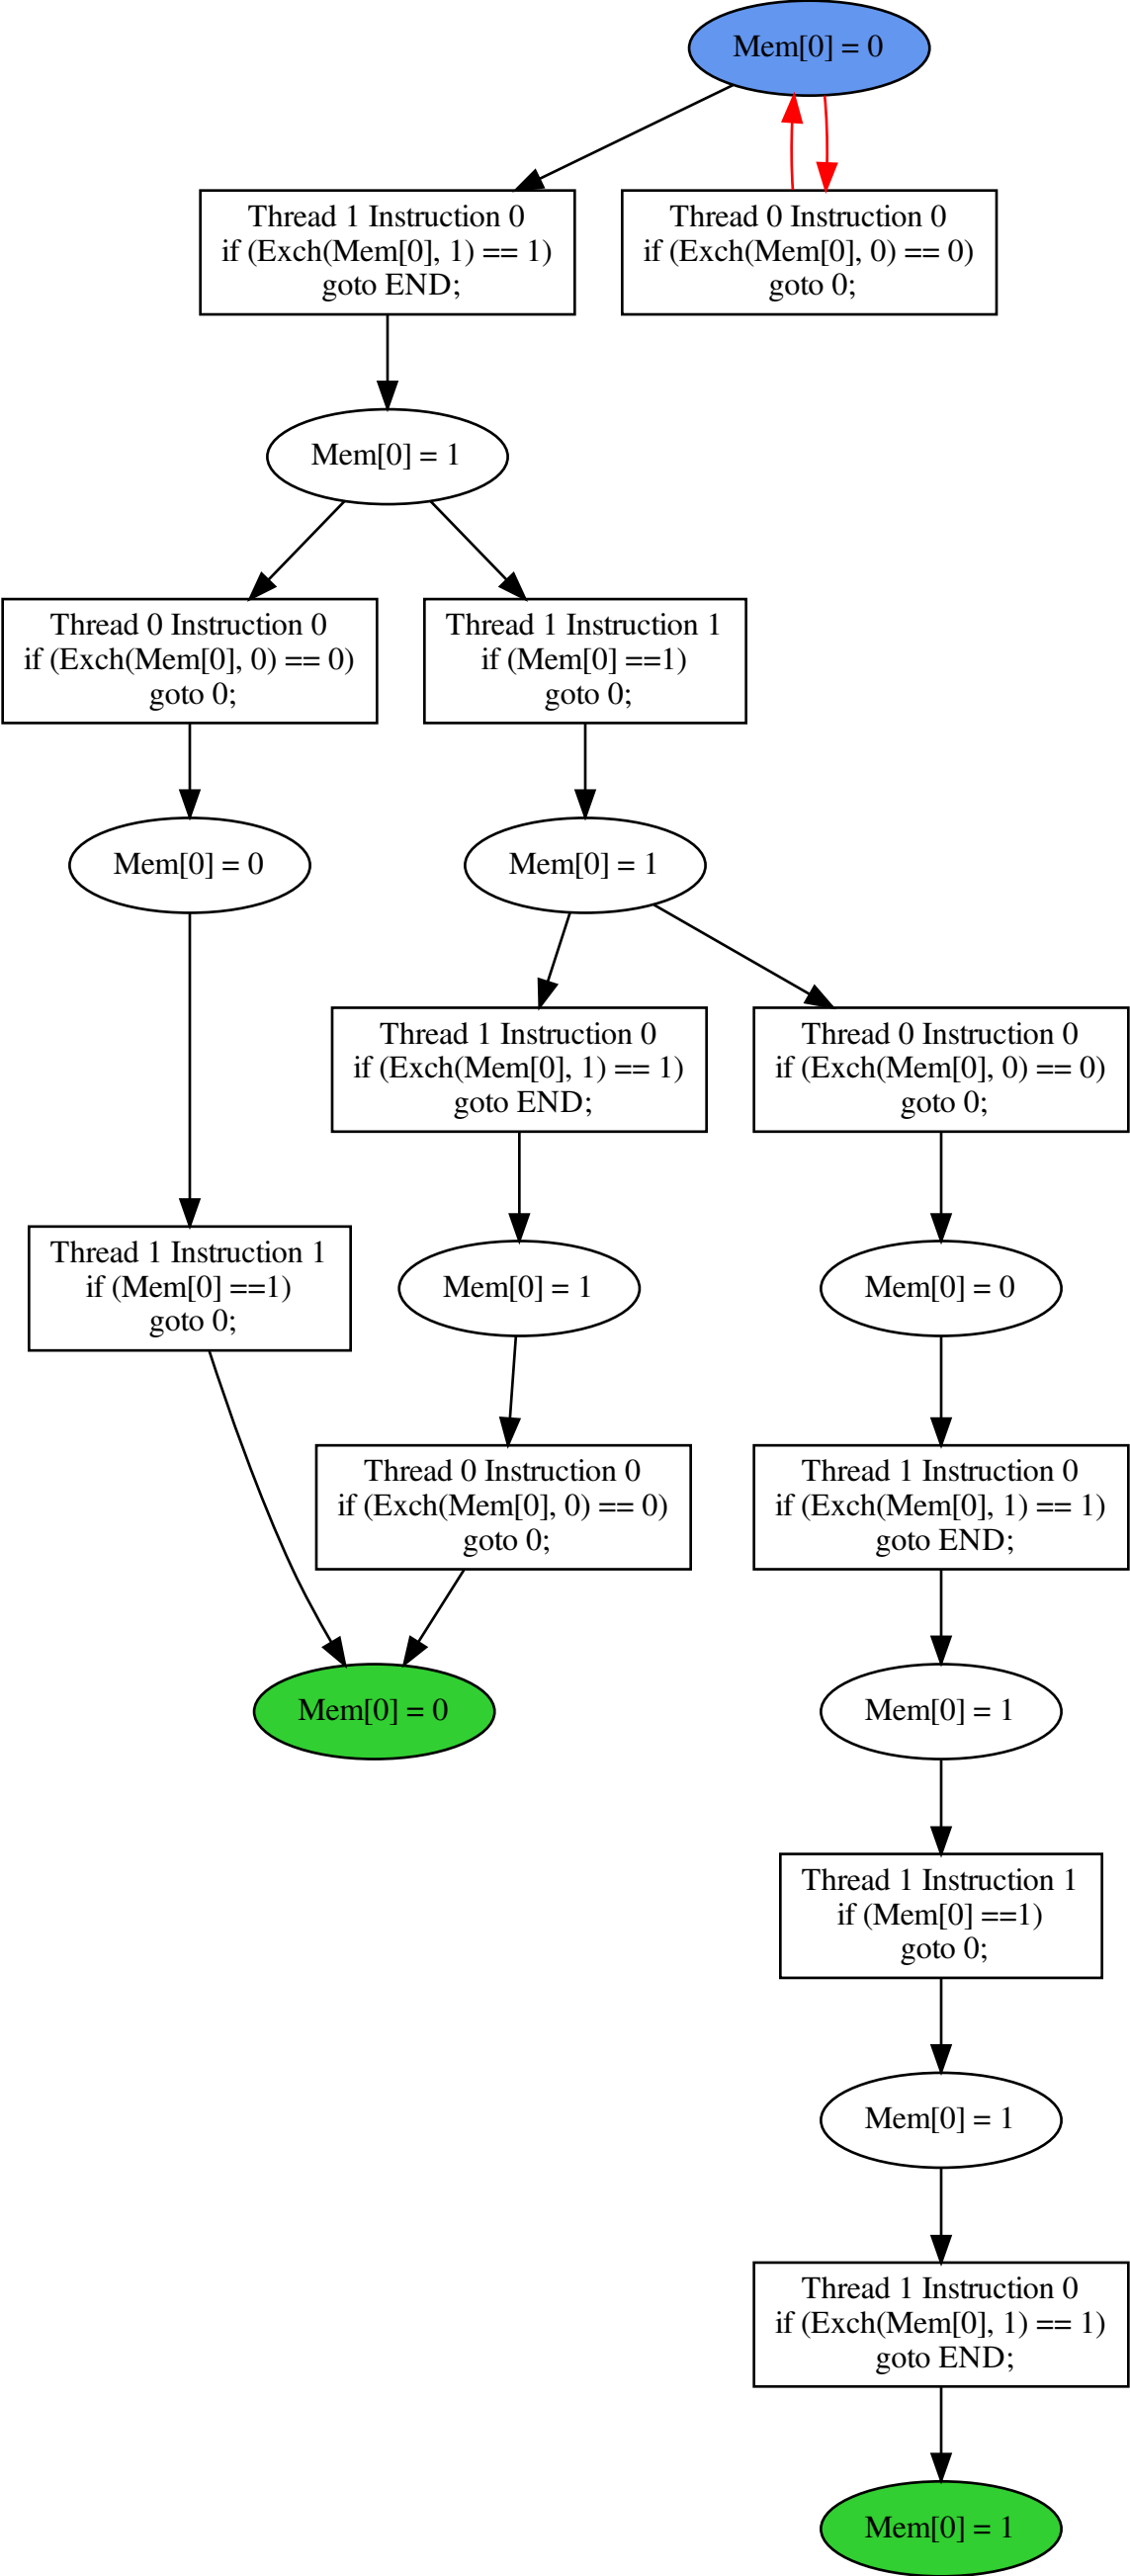 Mem[0] = 0
Thread 1 Instruction 0
if (Exch(Mem[0], 1) == 1)
goto END;
Thread 0 Instruction 0
if (Exch(Mem[0], 0) == 0)
goto 0;
Mem[0] = 1
Thread 0 Instruction 0
if (Exch(Mem[0], 0) == 0)
goto 0;
Thread 1 Instruction 1
if (Mem[0] ==1)
goto 0;
Mem[0] = 0
Mem[0] = 1
Thread 1 Instruction 0
if (Exch(Mem[0], 1) == 1)
goto END;
Thread 0 Instruction 0
if (Exch(Mem[0], 0) == 0)
goto 0;
Thread 1 Instruction 1
if (Mem[0] ==1)
goto 0;
Mem[0] = 1
Mem[0] = 0
Thread 0 Instruction 0
if (Exch(Mem[0], 0) == 0)
goto 0;
Thread 1 Instruction 0
if (Exch(Mem[0], 1) == 1)
goto END;
Mem[0] = 0
Mem[0] = 1
Thread 1 Instruction 1
if (Mem[0] ==1)
goto 0;
Mem[0] = 1
Thread 1 Instruction 0
if (Exch(Mem[0], 1) == 1)
goto END;
Mem[0] = 1